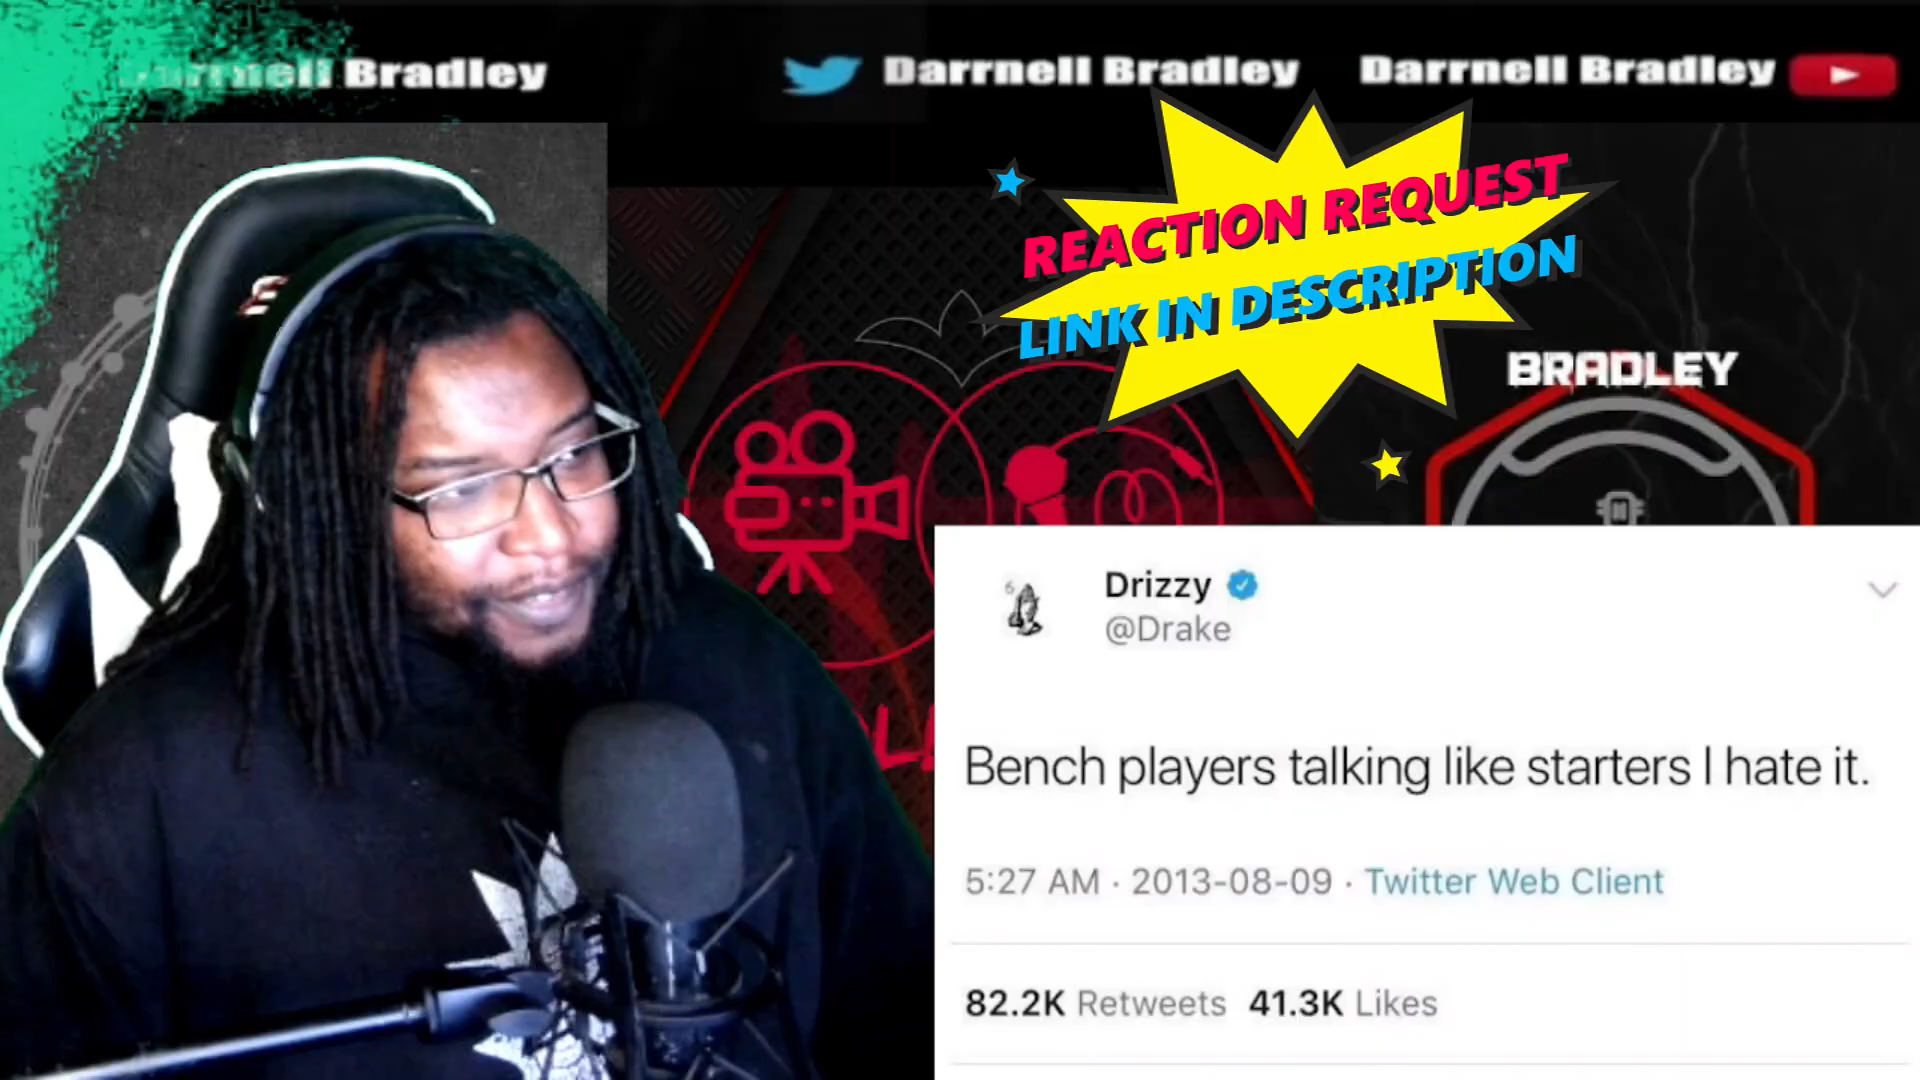 Darrnell Bradley
Darrnell Bradley
Darrnell Bradley
REACTION REQUEST
LINK IN DESCRIPTION
BRADLEY
Drizzy
@Drake
Bench players talking like starters I hate it.
5:27 AM · 2013-08-09 · Twitter Web Client
82.2K Retweets 41.3K Likes